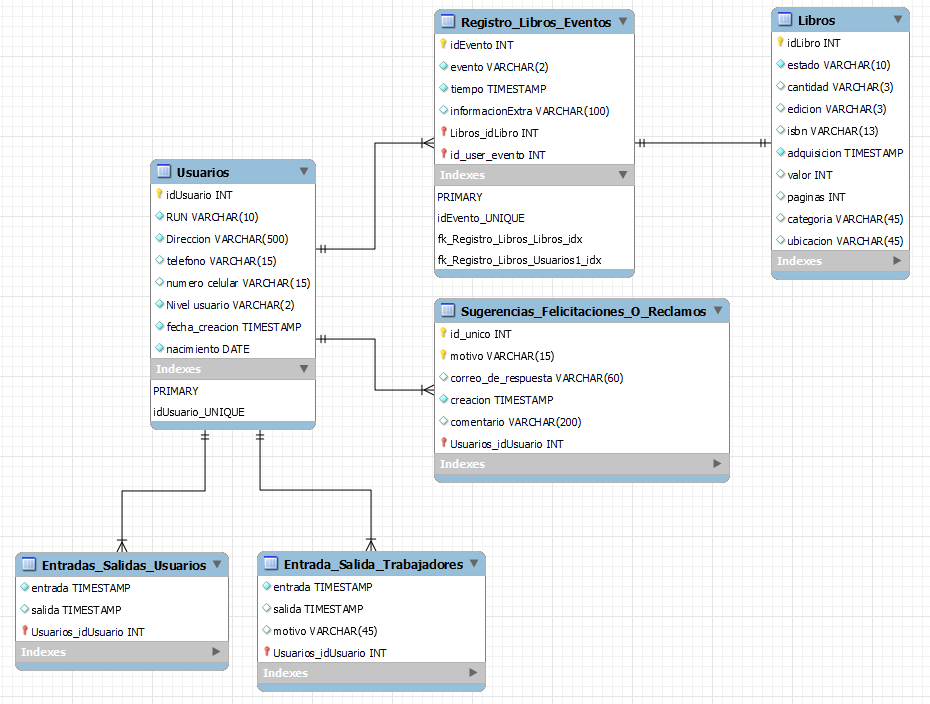 Registro_Libros_Eventos
idEvento INT
evento VARCHAR(2)
tiempo TIMESTAMP
informacionExtra VARCHAR(100)
Libros_idLibro INT
id_user_evento INT
Indexes
PRIMARY
idEvento_UNIQUE
fk_Registro_Libros_Libros_idx
fk_Registro_Libros_Usuarios1_idx
Libros
idLibro INT
estado VARCHAR(10)
cantidad VARCHAR(3)
edicion VARCHAR(3)
isbn VARCHAR(13)
adquisicion TIMESTAMP
valor INT
paginas INT
categoria VARCHAR(45)
ubicacion VARCHAR(45)
Indexes
Usuarios
idUsuario INT
RUN VARCHAR(10)
Direccion VARCHAR(500)
telefono VARCHAR(15)
numero celular VARCHAR(15)
Nivel usuario VARCHAR(2)
fecha_creacion TIMESTAMP
nacimiento DATE
Indexes
PRIMARY
idUsuario_UNIQUE
Sugerencias_Felicitaciones_O_Reclamos
id_unico INT
motivo VARCHAR(15)
correo_de_respuesta VARCHAR(60)
creacion TIMESTAMP
comentario VARCHAR(200)
Usuarios_idUsuario INT
Indexes
Entradas_Salidas_Usuarios
entrada TIMESTAMP
salida TIMESTAMP
Usuarios_idUsuario INT
Indexes
Entrada_Salida_Trabajadores
entrada TIMESTAMP
salida TIMESTAMP
motivo VARCHAR(45)
Usuarios_idUsuario INT
Indexes